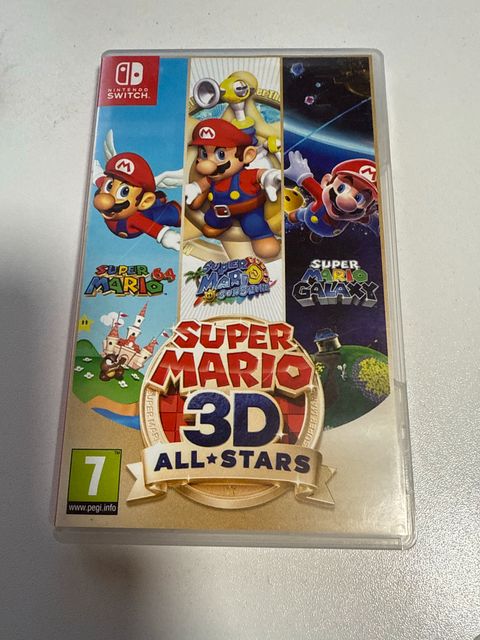 NINTENDO
SWITCH
SUPER
MARIO 64
SUPER
MARIO
SUNSHINE
SUPER
MARIO
GALAXY
SUPER
MARIO
3D
ALL★STARS
7
www.pegi.info